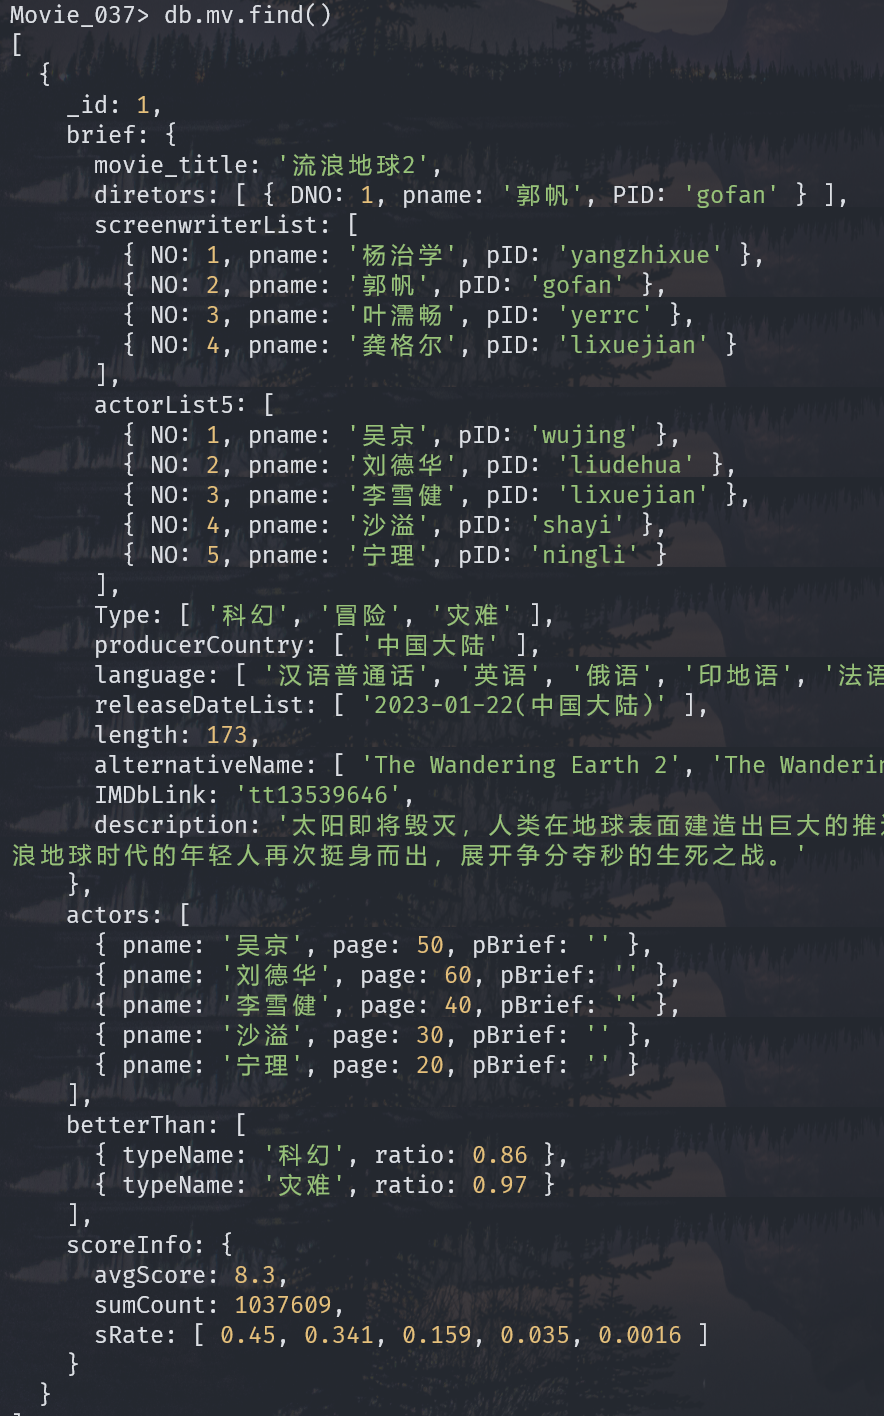 Movie_037> db.mv.find()
[
  {
    _id: 1,
    brief: {
      movie_title: '流浪地球2',
      diretors: [ { DNO: 1, pname: '郭帆', PID: 'gofan' } ],
      screenwriterList: [
        { NO: 1, pname: '杨治学', pID: 'yangzhixue' },
        { NO: 2, pname: '郭帆', pID: 'gofan' },
        { NO: 3, pname: '叶濡畅', pID: 'yerrc' },
        { NO: 4, pname: '龚格尔', pID: 'lixuejian' }
      ],
      actorList5: [
        { NO: 1, pname: '吴京', pID: 'wujing' },
        { NO: 2, pname: '刘德华', pID: 'liudehua' },
        { NO: 3, pname: '李雪健', pID: 'lixuejian' },
        { NO: 4, pname: '沙溢', pID: 'shayi' },
        { NO: 5, pname: '宁理', pID: 'ningli' }
      ],
      Type: [ '科幻', '冒险', '灾难' ],
      producerCountry: [ '中国大陆' ],
      language: [ '汉语普通话', '英语', '俄语', '印地语', '法语
      releaseDateList: [ '2023-01-22(中国大陆)' ],
      length: 173,
      alternativeName: [ 'The Wandering Earth 2', 'The Wanderin
      IMDbLink: 'tt13539646',
      description: '太阳即将毁灭，人类在地球表面建造出巨大的推
浪地球时代的年轻人再次挺身而出，展开争分夺秒的生死之战。'
    },
    actors: [
      { pname: '吴京', page: 50, pBrief: '' },
      { pname: '刘德华', page: 60, pBrief: '' },
      { pname: '李雪健', page: 40, pBrief: '' },
      { pname: '沙溢', page: 30, pBrief: '' },
      { pname: '宁理', page: 20, pBrief: '' }
    ],
    betterThan: [
      { typeName: '科幻', ratio: 0.86 },
      { typeName: '灾难', ratio: 0.97 }
    ],
    scoreInfo: {
      avgScore: 8.3,
      sumCount: 1037609,
      sRate: [ 0.45, 0.341, 0.159, 0.035, 0.0016 ]
    }
  }